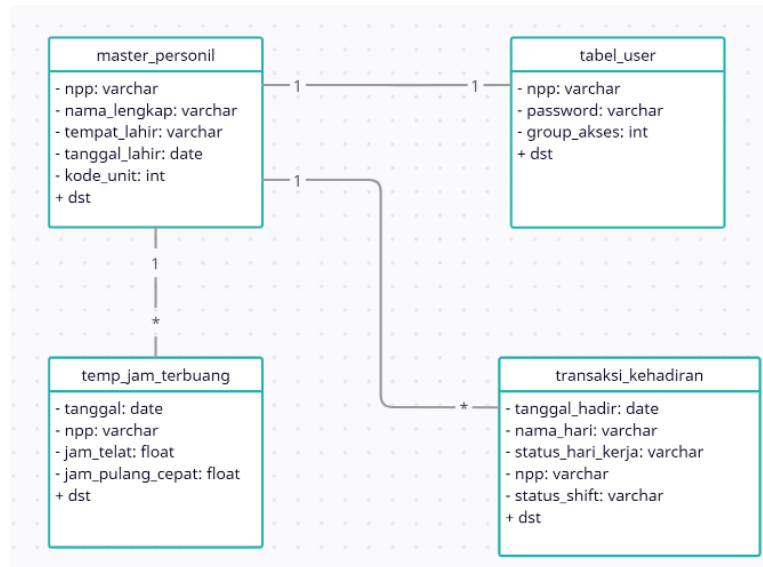 master_personil
- npp: varchar
- nama_lengkap: varchar
- tempat_lahir: varchar
- tanggal_lahir: date
- kode_unit: int
+ dst
1
1
tabel_user
- npp: varchar
- password: varchar
- group_akses: int
+ dst
1
*
1
*
temp_jam_terbuang
- tanggal: date
- npp: varchar
- jam_telat: float
- jam_pulang_cepat: float
+ dst
transaksi_kehadiran
- tanggal_hadir: date
- nama_hari: varchar
- status_hari_kerja: varchar
- npp: varchar
- status_shift: varchar
+ dst